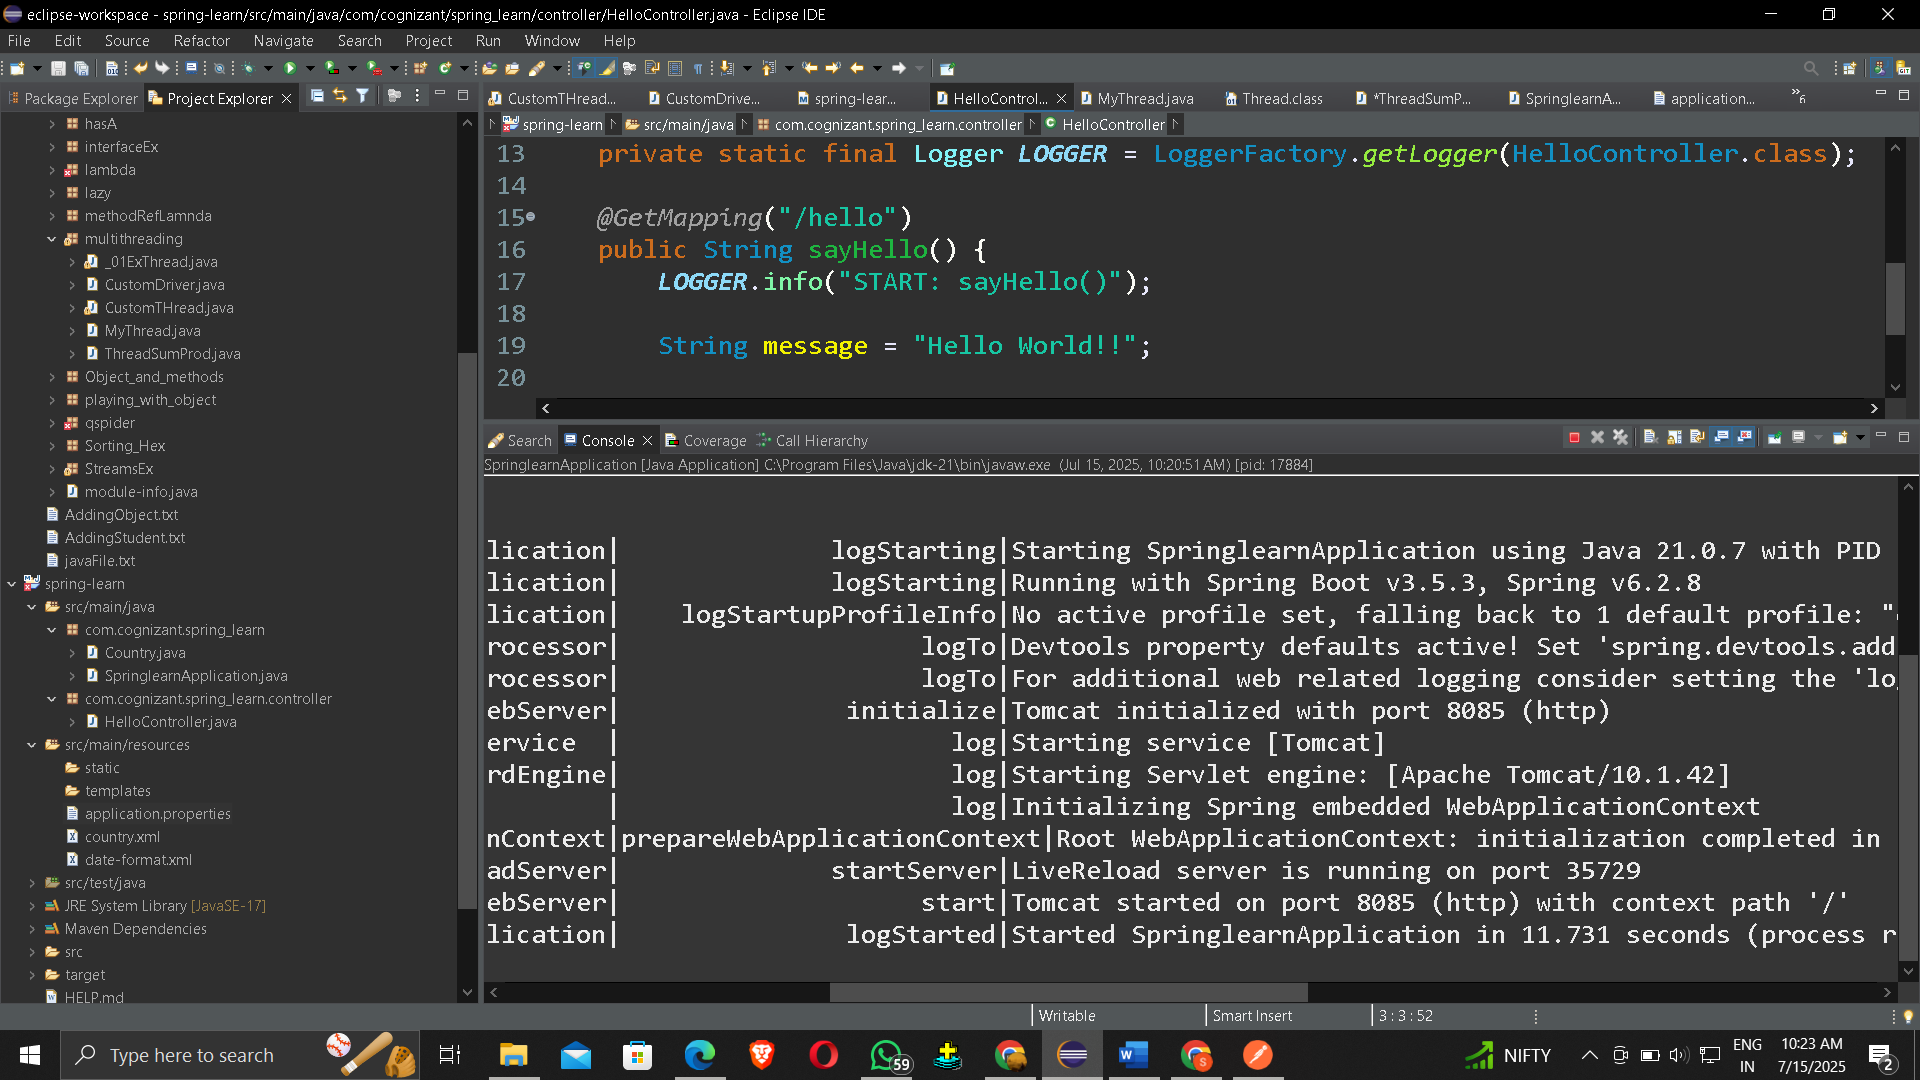 eclipse-workspace - spring-learn/src/main/java/com/cognizant/spring_learn/controller/HelloController.java - Eclipse IDE
File Edit Source Refactor Navigate Search Project Run Window Help
Package Explorer Project Explorer
CustomTHread... CustomDrive... spring-lear... HelloControl... MyThread.java Thread.class *ThreadSumP... SpringlearnA... application... »6
spring-learn src/main/java com.cognizant.spring_learn.controller HelloController
hasA
interfaceEx
lambda
lazy
methodRefLamnda
multithreading
_01ExThread.java
CustomDriver.java
CustomTHread.java
MyThread.java
ThreadSumProd.java
Object_and_methods
playing_with_object
qspider
Sorting_Hex
StreamsEx
module-info.java
AddingObject.txt
AddingStudent.txt
javaFile.txt
spring-learn
src/main/java
com.cognizant.spring_learn
Country.java
SpringlearnApplication.java
com.cognizant.spring_learn.controller
HelloController.java
src/main/resources
static
templates
application.properties
country.xml
date-format.xml
src/test/java
JRE System Library [JavaSE-17]
Maven Dependencies
src
target
HELP.md
13 private static final Logger LOGGER = LoggerFactory.getLogger(HelloController.class);
14
15 @GetMapping("/hello")
16 public String sayHello() {
17 LOGGER.info("START: sayHello()");
18
19 String message = "Hello World!!";
20
Search Console Coverage Call Hierarchy
SpringlearnApplication [Java Application] C:\Program Files\Java\jdk-21\bin\javaw.exe (Jul 15, 2025, 10:20:51 AM) [pid: 17884]
lication| logStarting|Starting SpringlearnApplication using Java 21.0.7 with PID
lication| logStarting|Running with Spring Boot v3.5.3, Spring v6.2.8
lication| logStartupProfileInfo|No active profile set, falling back to 1 default profile: "
rocessor| logTo|Devtools property defaults active! Set 'spring.devtools.add
rocessor| logTo|For additional web related logging consider setting the 'lo
ebServer| initialize|Tomcat initialized with port 8085 (http)
ervice | log|Starting service [Tomcat]
rdEngine| log|Starting Servlet engine: [Apache Tomcat/10.1.42]
| log|Initializing Spring embedded WebApplicationContext
nContext|prepareWebApplicationContext|Root WebApplicationContext: initialization completed in
adServer| startServer|LiveReload server is running on port 35729
ebServer| start|Tomcat started on port 8085 (http) with context path '/'
lication| logStarted|Started SpringlearnApplication in 11.731 seconds (process r
Writable Smart Insert 3 : 3 : 52
Type here to search
59
NIFTY
ENG
IN
10:23 AM
7/15/2025
2